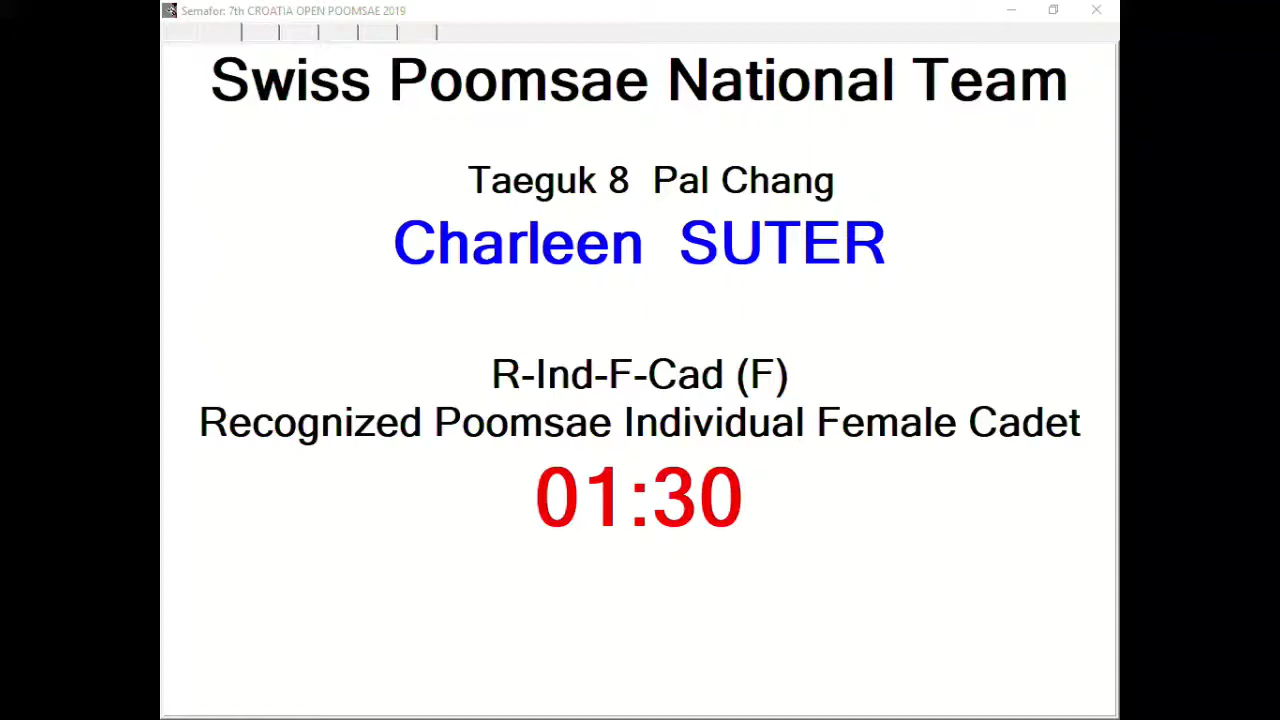 Semafor: 7th CROATIA OPEN POOMSAE 2019
Swiss Poomsae National Team
Taeguk 8 Pal Chang
Charleen SUTER
R-Ind-F-Cad (F)
Recognized Poomsae Individual Female Cadet
01:30